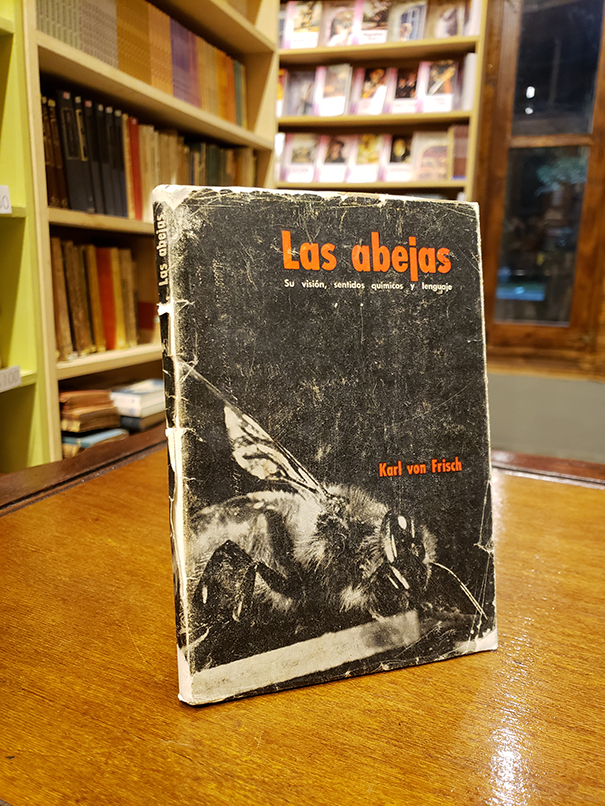 Las abejas
Las abejas
Su visión, sentidos químicos y lenguaje
Karl von Frisch